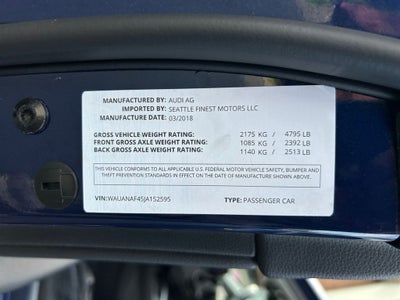 MANUFACTURED BY: AUDI AG
IMPORTED BY: SEATTLE FINEST MOTORS LLC
MANUFACTURE DATE: 03/2018
GROSS VEHICLE WEIGHT RATING: 2175 KG / 4795 LB
FRONT GROSS AXLE WEIGHT RATING: 1085 KG / 2392 LB
BACK GROSS AXLE WEIGHT RATING: 1140 KG / 2513 LB
THIS VEHICLE CONFORMS TO ALL APPLICABLE U.S. FEDERAL MOTOR VEHICLE SAFETY, BUMPER AND
THEFT PREVENTION STANDARDS IN EFFECT ON THE DATE OF MANUFACTURE SHOWN ABOVE.
VIN:WAUANAF45JA152595 TYPE: PASSENGER CAR